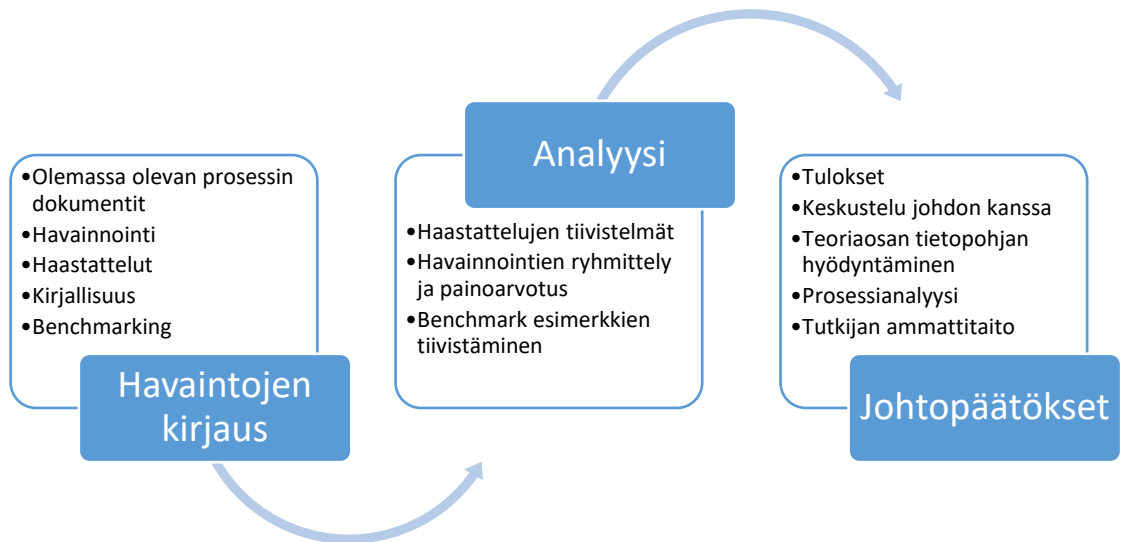 •Olemassa olevan prosessin
dokumentit
•Havainnointi
•Haastattelut
•Kirjallisuus
•Benchmarking
Havaintojen
kirjaus
Analyysi
•Haastattelujen tiivistelmät
•Havainnointien ryhmittely
ja painoarvotus
•Benchmark esimerkkien
tiivistäminen
•Tulokset
•Keskustelu johdon kanssa
•Teoriaosan tietopohjan
hyödyntäminen
•Prosessianalyysi
•Tutkijan ammattitaito
Johtopäätökset